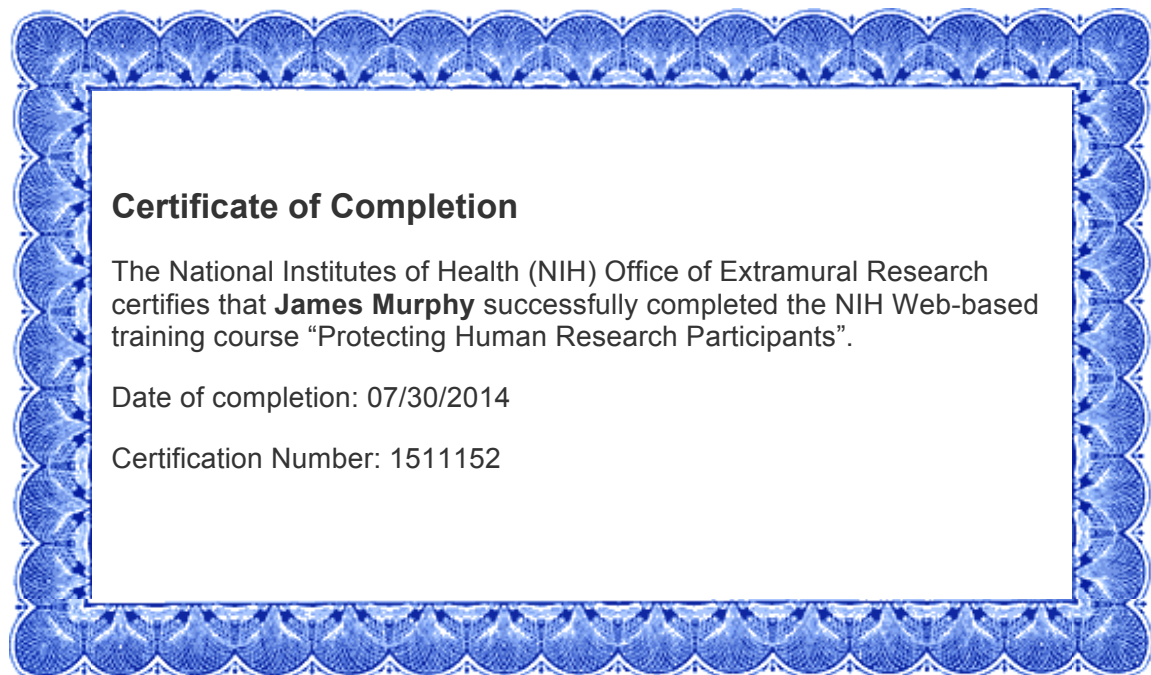 Certificate of Completion
The National Institutes of Health (NIH) Office of Extramural Research
certifies that James Murphy successfully completed the NIH Web-based
training course “Protecting Human Research Participants”.
Date of completion: 07/30/2014
Certification Number: 1511152